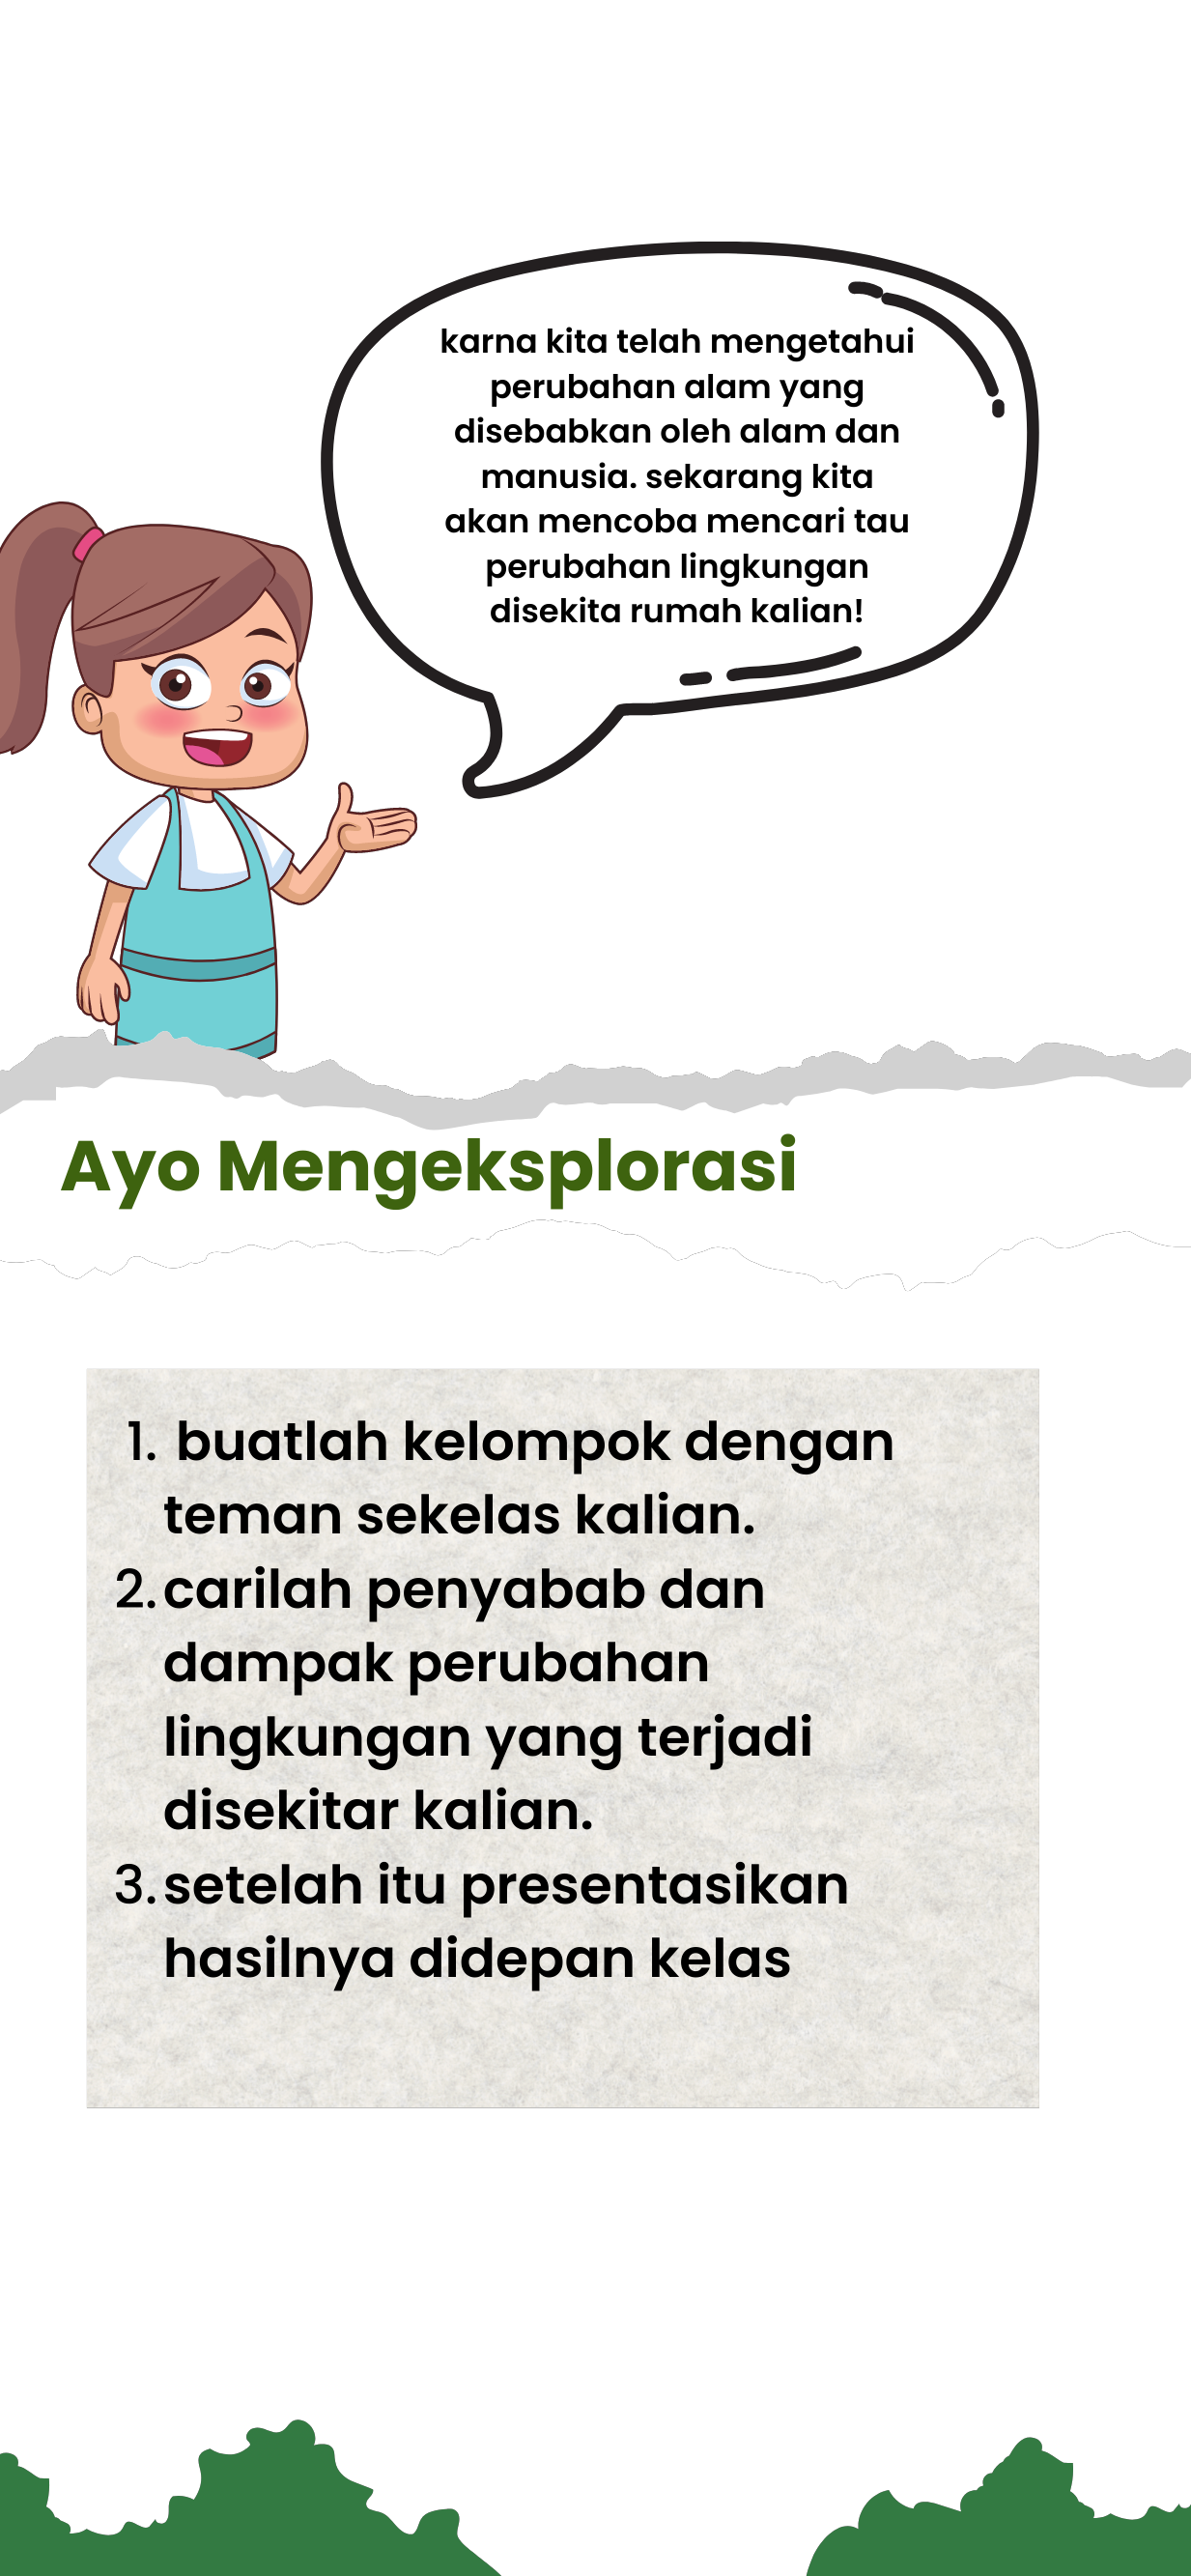 karna kita telah mengetahui
perubahan alam yang
disebabkan oleh alam dan
manusia. sekarang kita
akan mencoba mencari tau
perubahan lingkungan
disekita rumah kalian!
Ayo Mengeksplorasi
1. buatlah kelompok dengan
teman sekelas kalian.
2. carilah penyabab dan
dampak perubahan
lingkungan yang terjadi
disekitar kalian.
3. setelah itu presentasikan
hasilnya didepan kelas